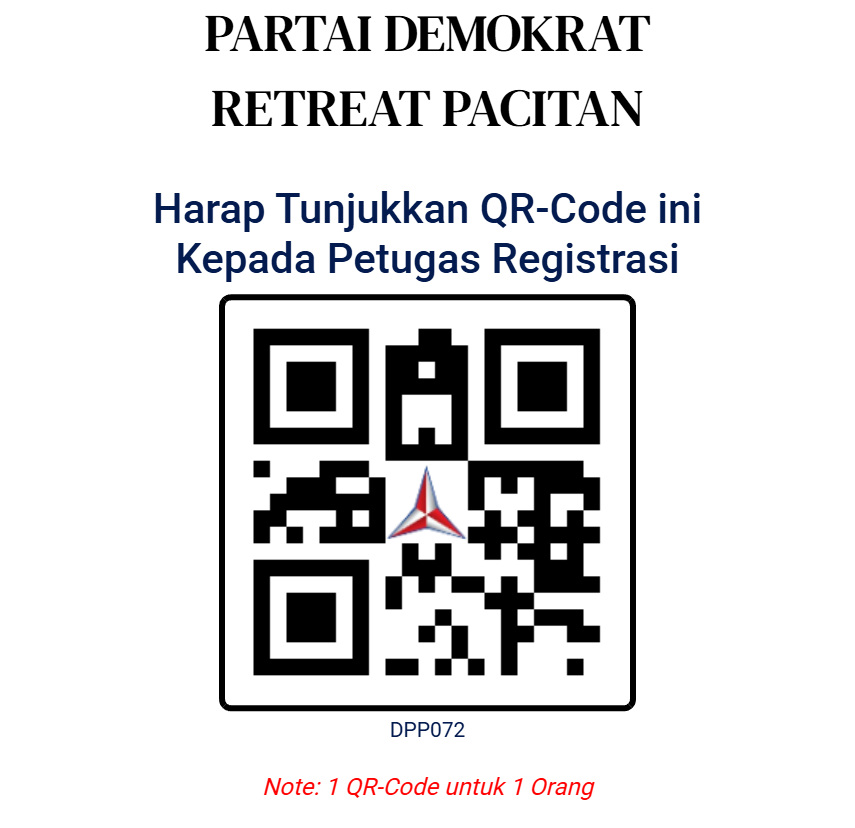 PARTAI DEMOKRAT
RETREAT PACITAN
Harap Tunjukkan QR-Code ini
Kepada Petugas Registrasi
DPP072
Note: 1 QR-Code untuk 1 Orang